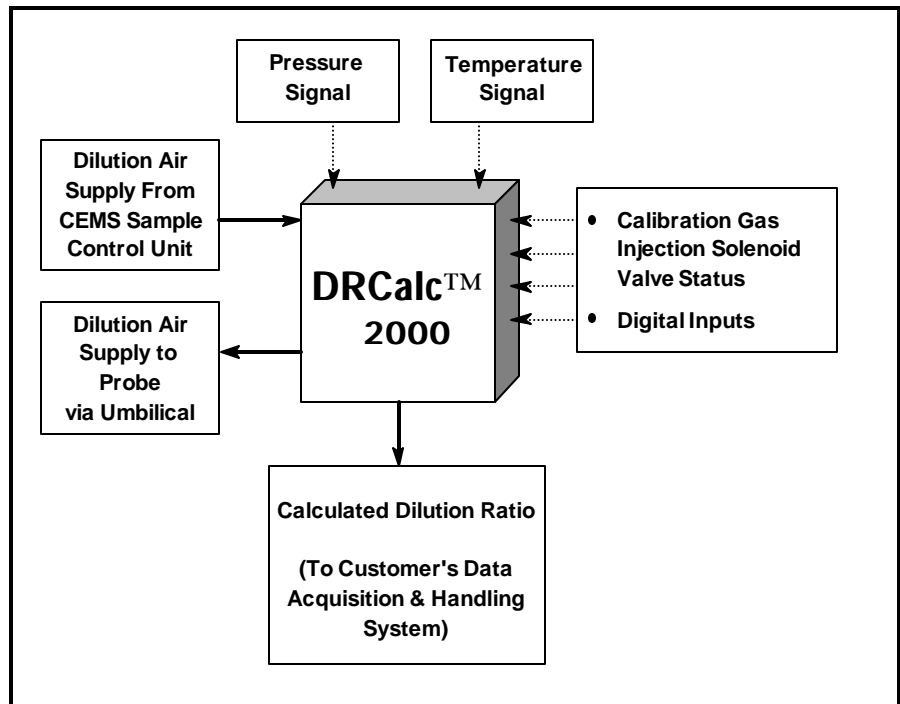 Pressure
Signal
Temperature
Signal
Dilution Air
Supply From
CEMS Sample
Control Unit
DRCalc™
2000
• Calibration Gas
Injection Solenoid
Valve Status
• Digital Inputs
Dilution Air
Supply to
Probe
via Umbilical
Calculated Dilution Ratio
(To Customer's Data
Acquisition & Handling
System)